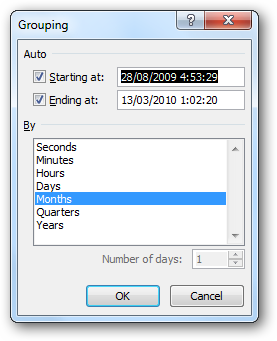 Grouping
Auto
Starting at: 28/08/2009 4:53:29
Ending at: 13/03/2010 1:02:20
By
Seconds
Minutes
Hours
Days
Months
Quarters
Years
Number of days: 1
OK Cancel